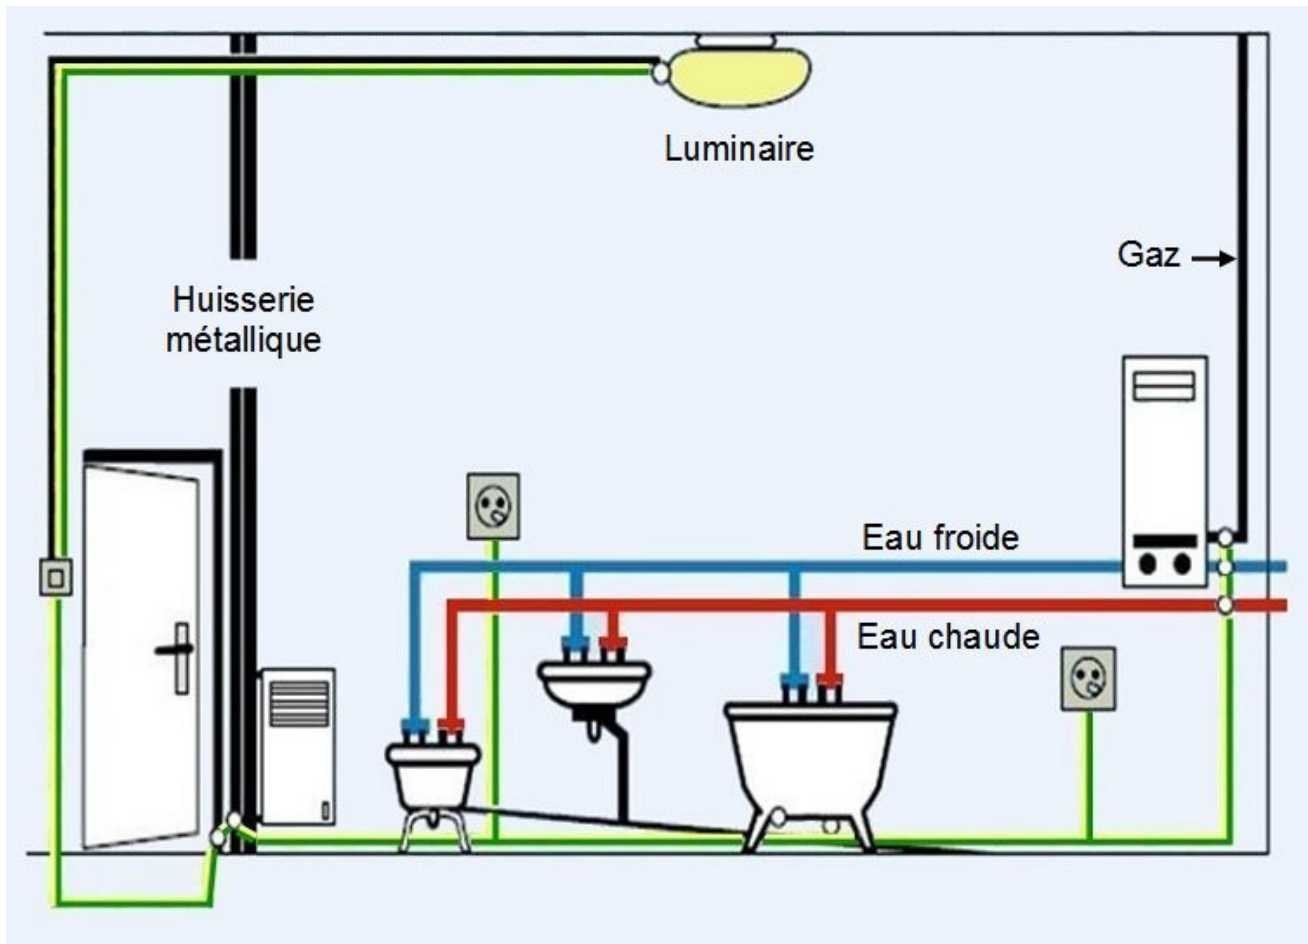 Luminaire
Gaz
Huisserie
métallique
Eau froide
Eau chaude